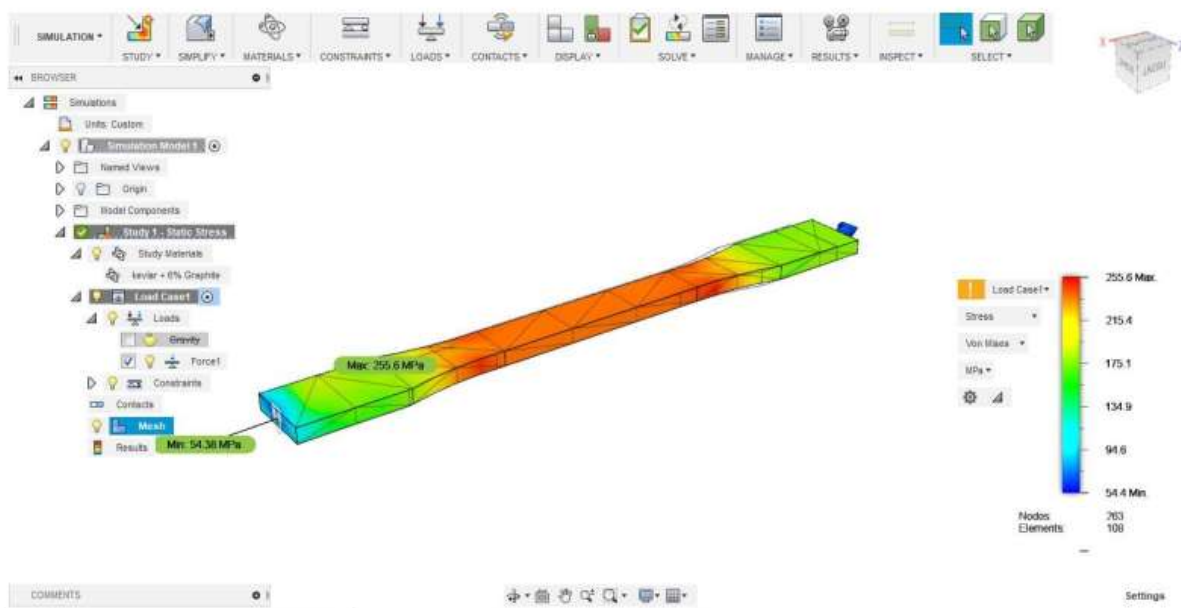 SIMULATION
STUDY
SIMPLIFY
MATERIALS
CONSTRAINTS
LOADS
CONTACTS
DISPLAY
SOLVE
MANAGE
RESULTS
INSPECT
SELECT
X
Z
BROWSER
Simulations
Units: Custom
Simulation Model 1
Named Views
Origin
Model Components
Study 1 - Static Stress
Study Materials
kevlar + 6% Graphite
Load Case1
Loads
Gravity
Force1
Constraints
Contacts
Mesh
Results
Max: 255.6 MPa
Min: 54.38 MPa
Load Case1
Stress
Von Mises
MPa
255.6 Max.
215.4
175.1
134.9
94.6
54.4 Min.
Nodes: 263
Elements: 108
COMMENTS
Settings